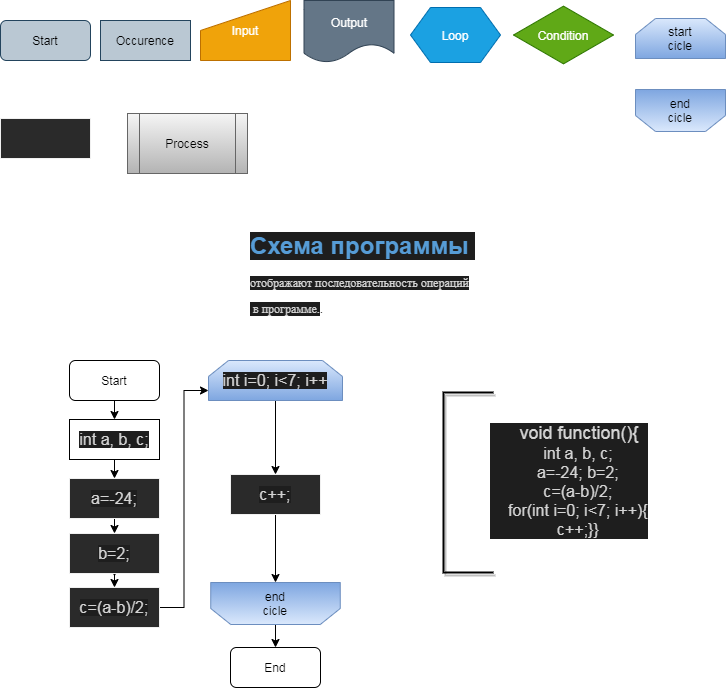 Start
Occurence
Input
Output
Loop
Condition
start
cicle
end
cicle
Process
Схема программы
отображают последовательность операций
в программе..
Start
int a, b, c;
a=-24;
b=2;
c=(a-b)/2;
int i=0; i<7; i++
c++;
end
cicle
End
void function(){
int a, b, c;
a=-24; b=2;
c=(a-b)/2;
for(int i=0; i<7; i++){
c++;}}